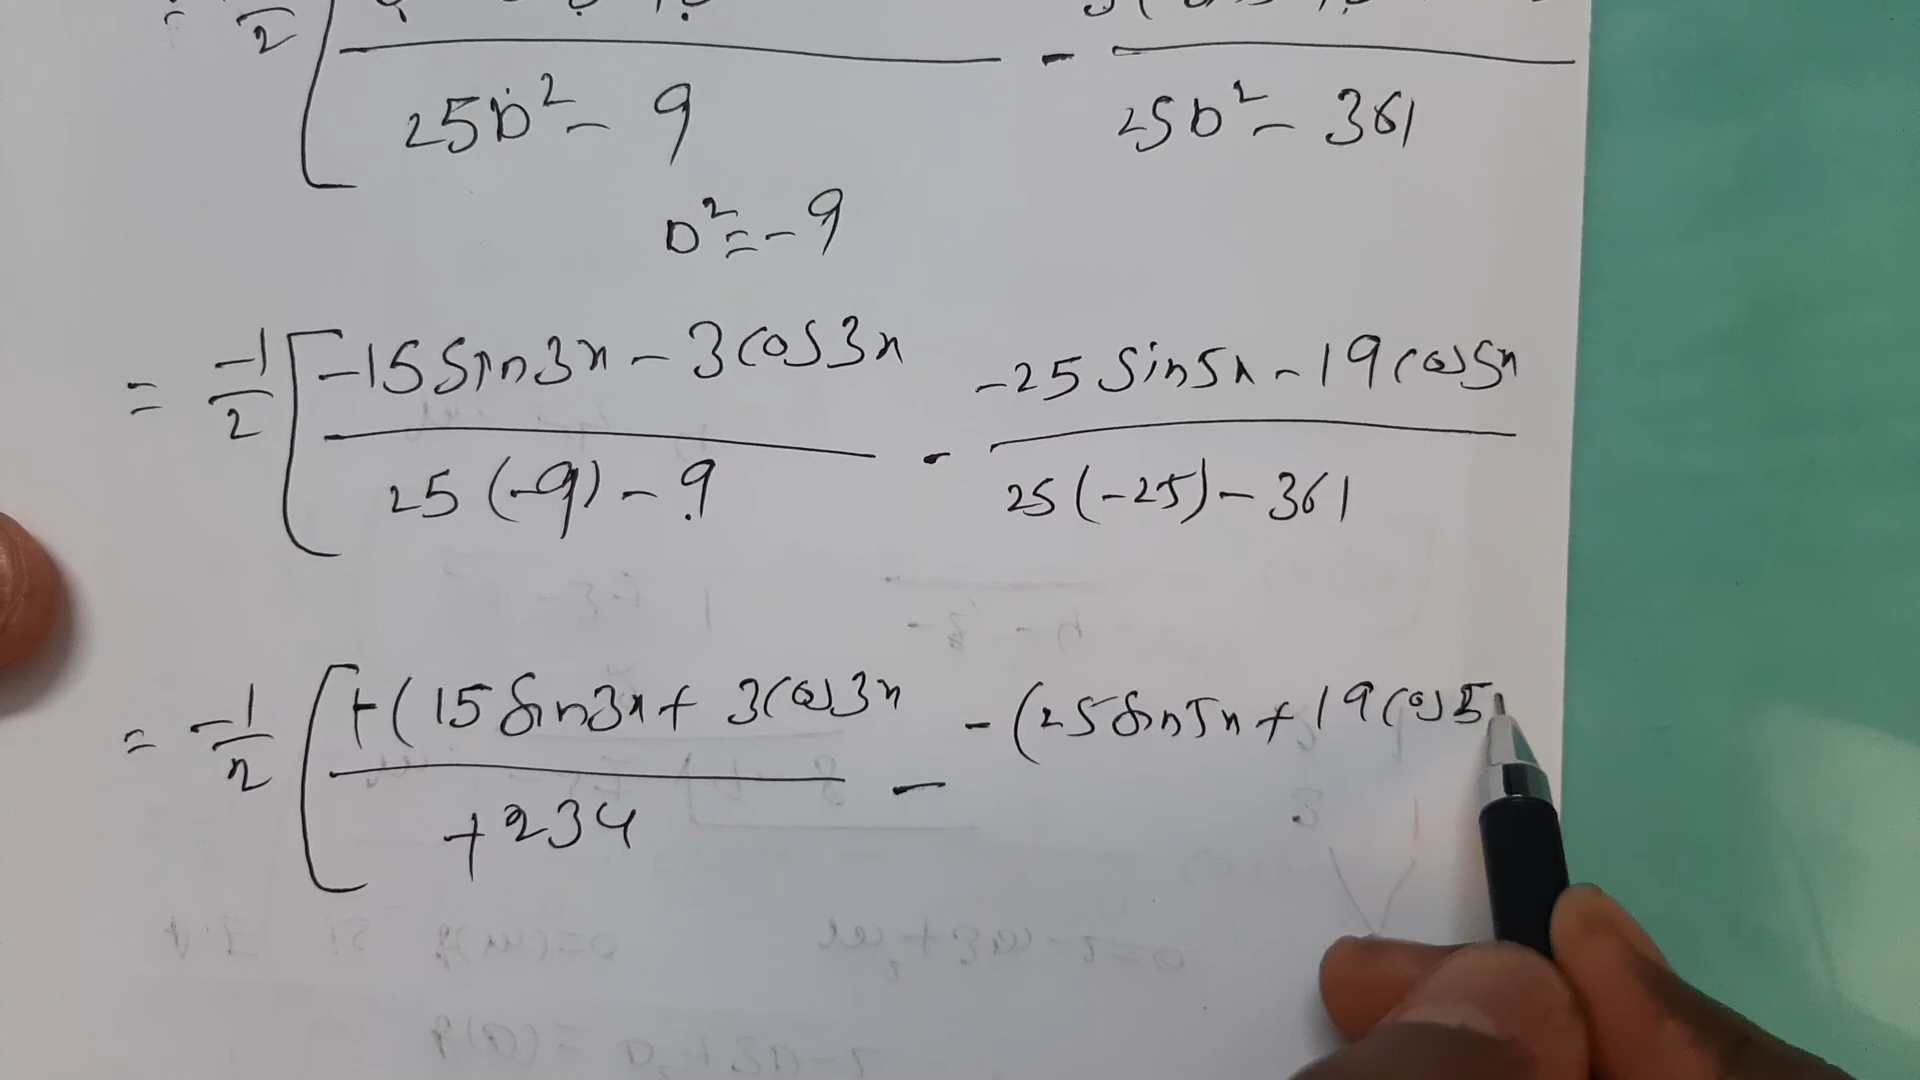 = 2 [ - 
25D² - 9 25D² - 361
D² = -9
= -1/2 [ -15 Sin3x - 3 cos3x / 25 (-9) - 9 - -25 Sin5x - 19 cos5x / 25 (-25) - 361
= -1/2 [ +(15 Sin3x + 3 cos3x / +234 - -(25 Sin5x + 19 cos5